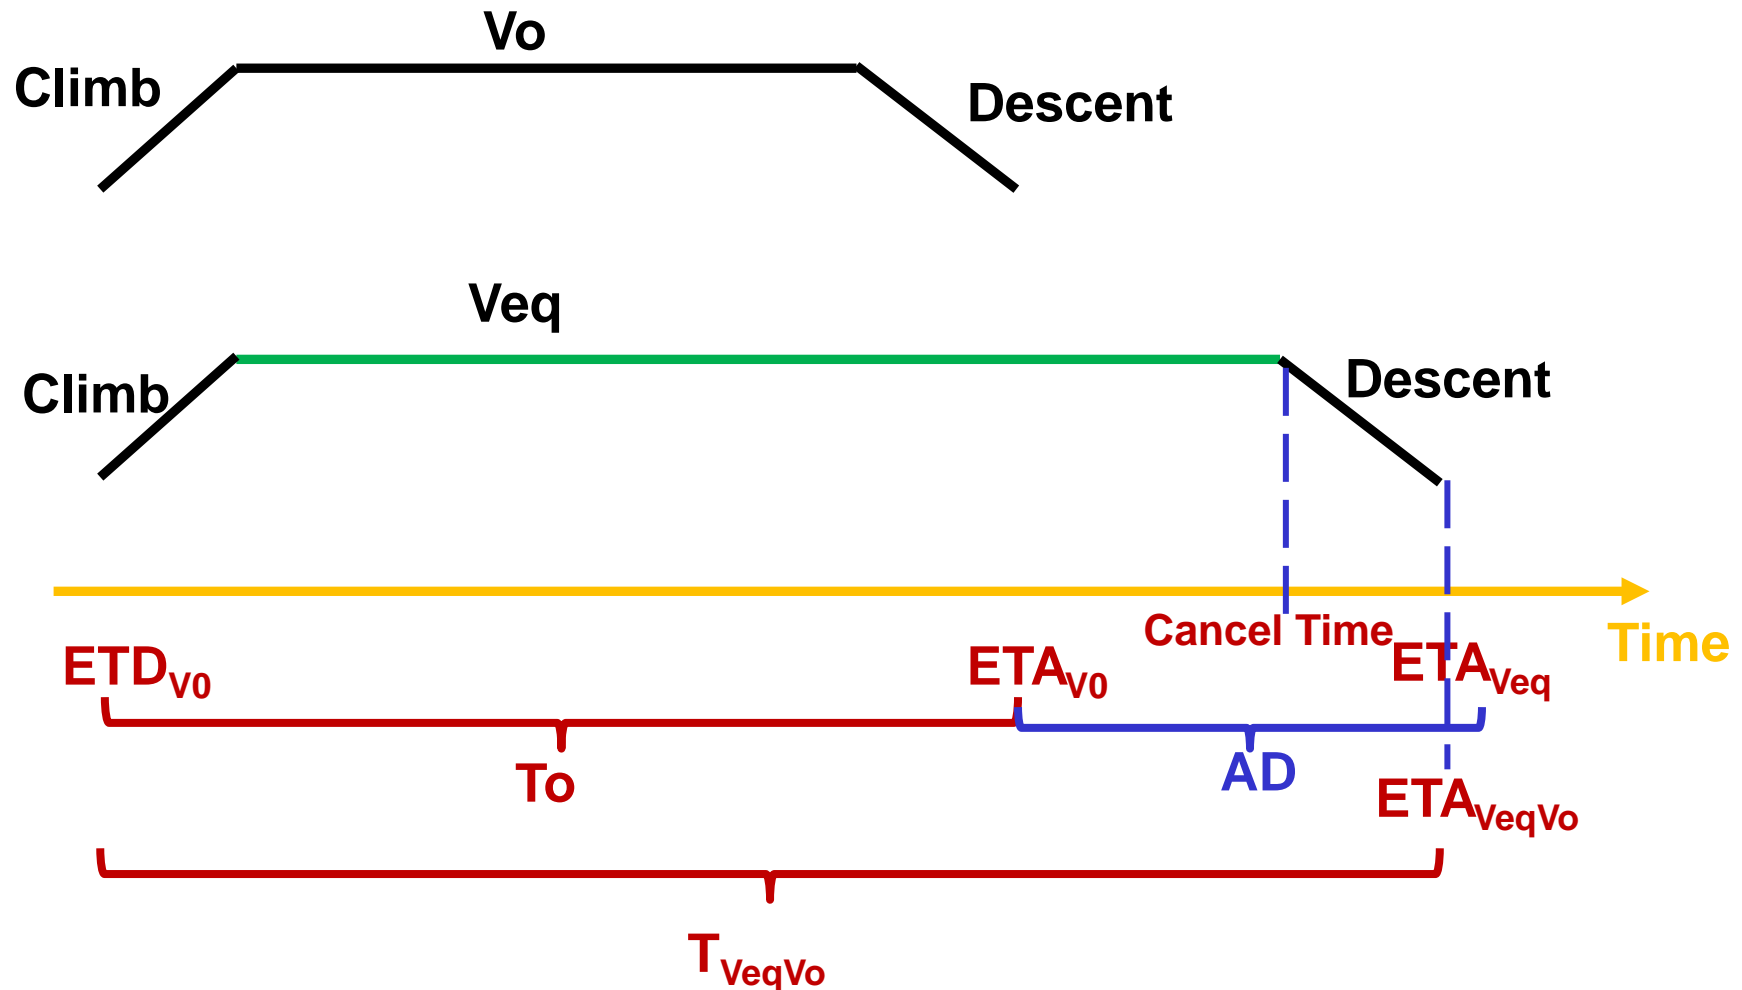 Vo
Climb
Descent
Veq
Climb
Descent
Cancel Time
Time
ETDV0
ETAV0
ETAVeq
To
AD
ETAVeqVo
TVeqVo